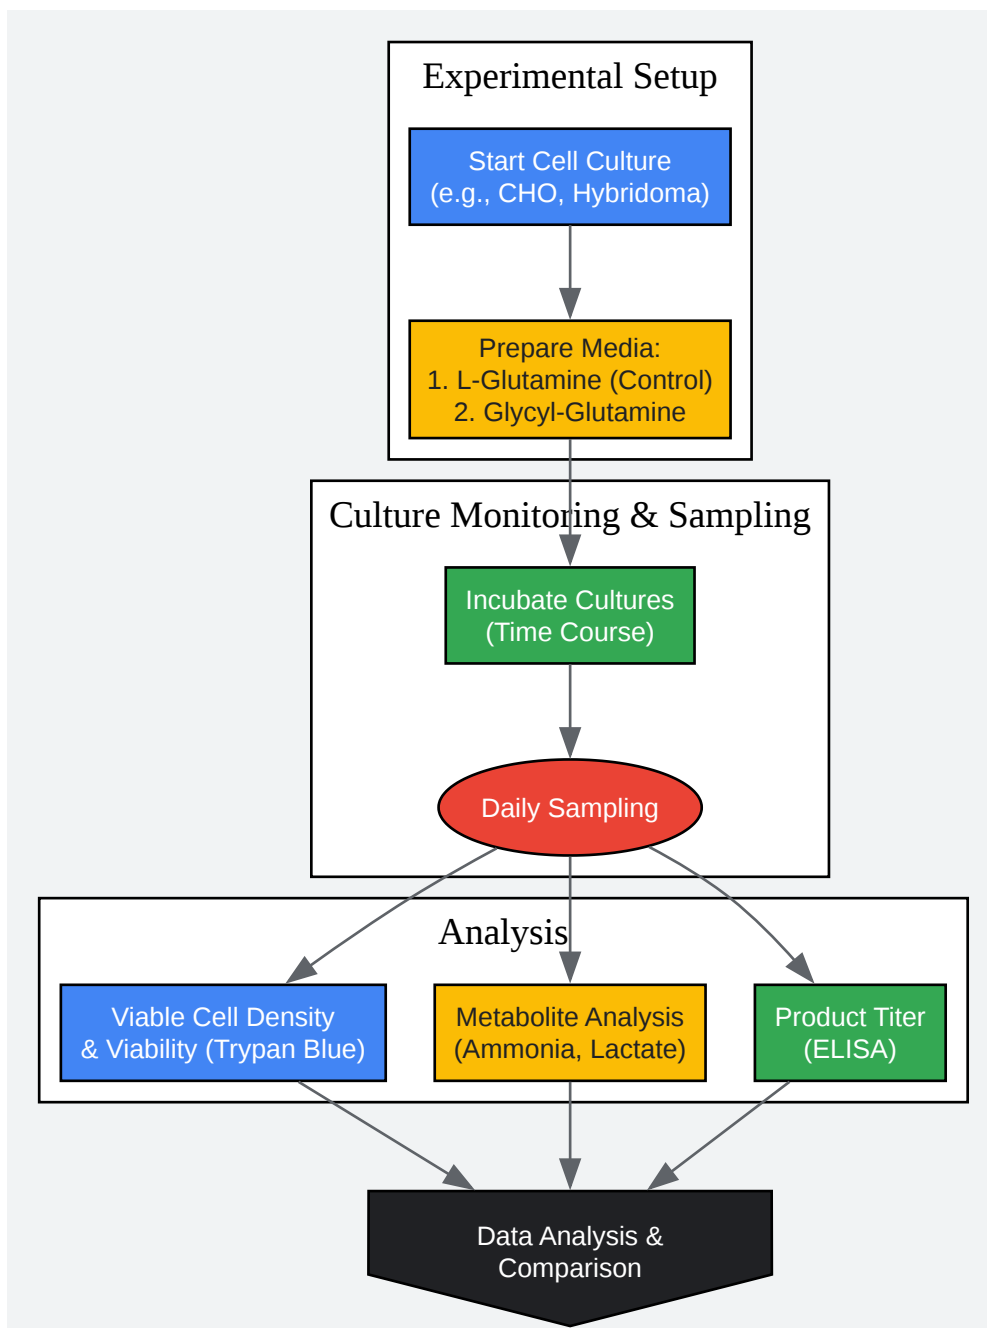 Experimental Setup
Start Cell Culture
(e.g., CHO, Hybridoma)
Prepare Media:
1. L-Glutamine (Control)
2. Glycyl-Glutamine
Culture Monitoring & Sampling
Incubate Cultures
(Time Course)
Daily Sampling
Analysis
Viable Cell Density
& Viability (Trypan Blue)
Metabolite Analysis
(Ammonia, Lactate)
Product Titer
(ELISA)
Data Analysis &
Comparison